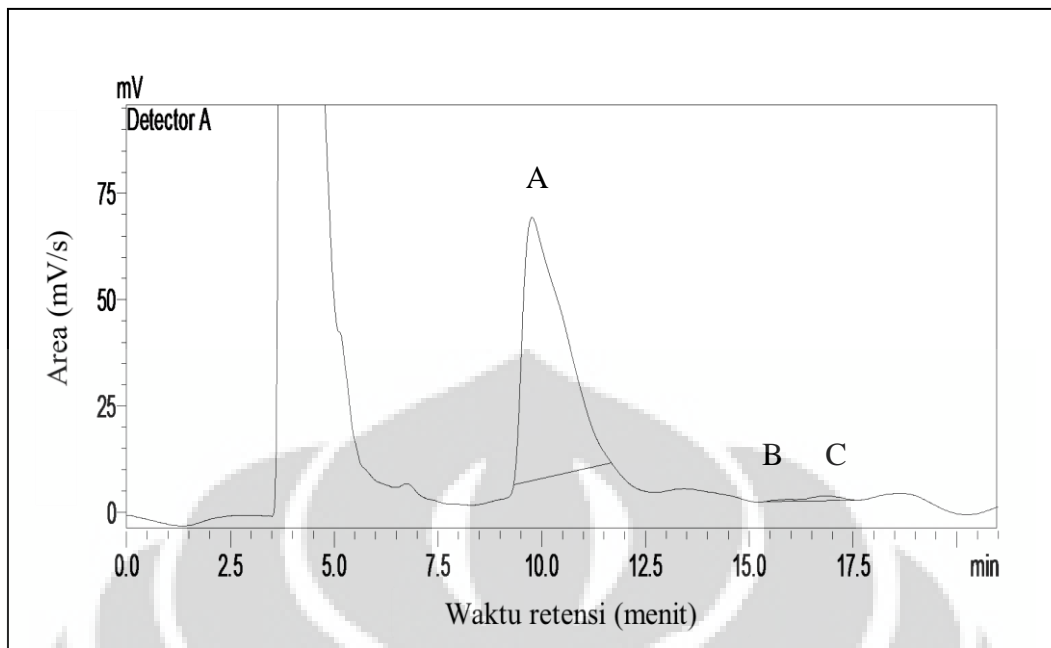 mV
Detector A
A
75
50
25
0
Area (mV/s)
B C
0.0 2.5 5.0 7.5 10.0 12.5 15.0 17.5 min
Waktu retensi (menit)